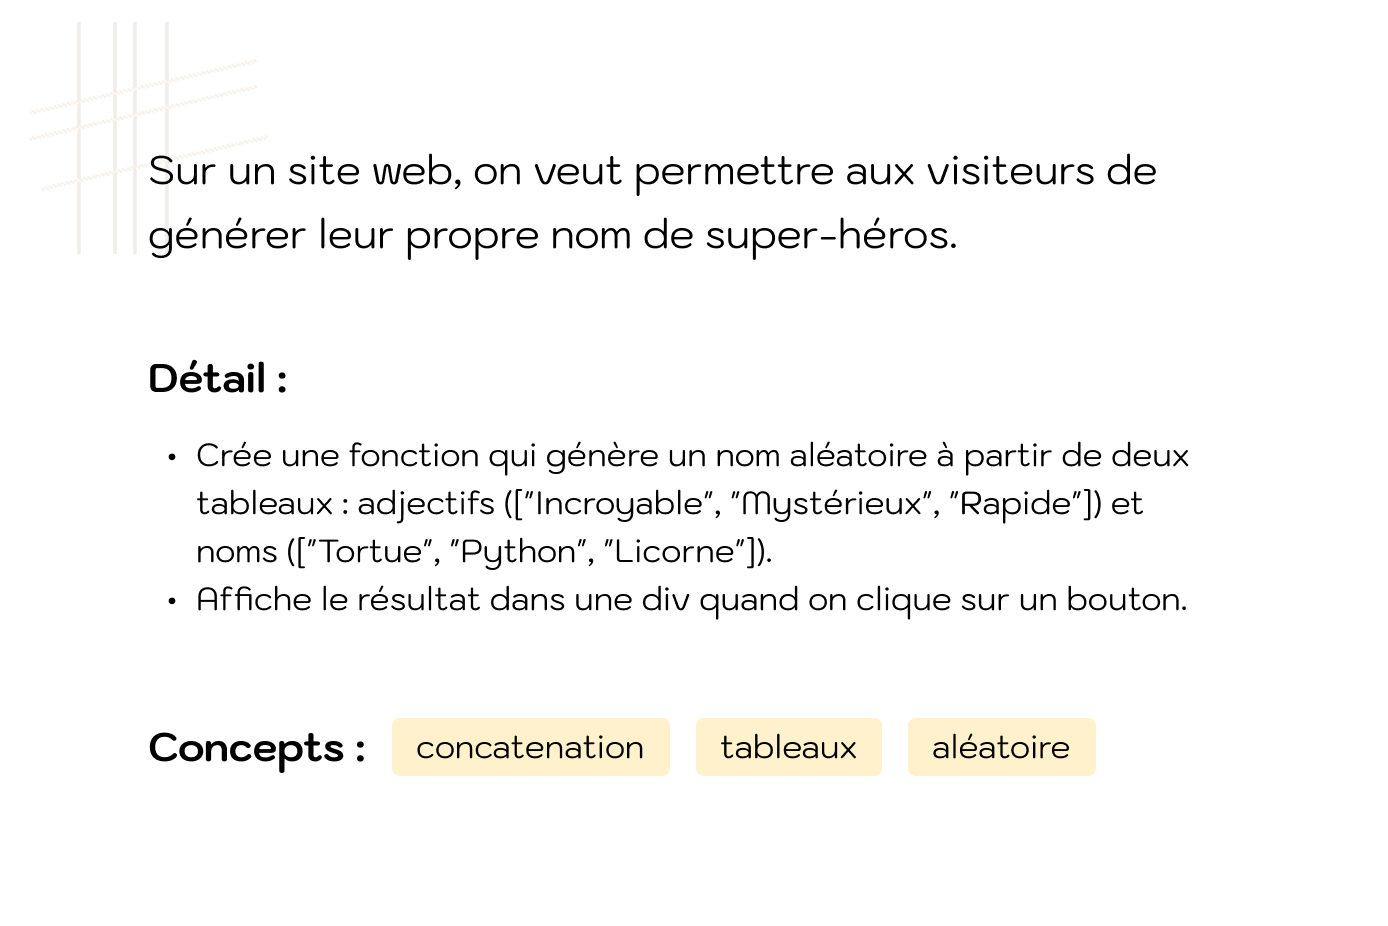 Sur un site web, on veut permettre aux visiteurs de
générer leur propre nom de super-héros.
Détail :
• Crée une fonction qui génère un nom aléatoire à partir de deux
tableaux : adjectifs (["Incroyable", "Mystérieux", "Rapide"]) et
noms (["Tortue", "Python", "Licorne"]).
• Affiche le résultat dans une div quand on clique sur un bouton.
Concepts : concatenation tableaux aléatoire